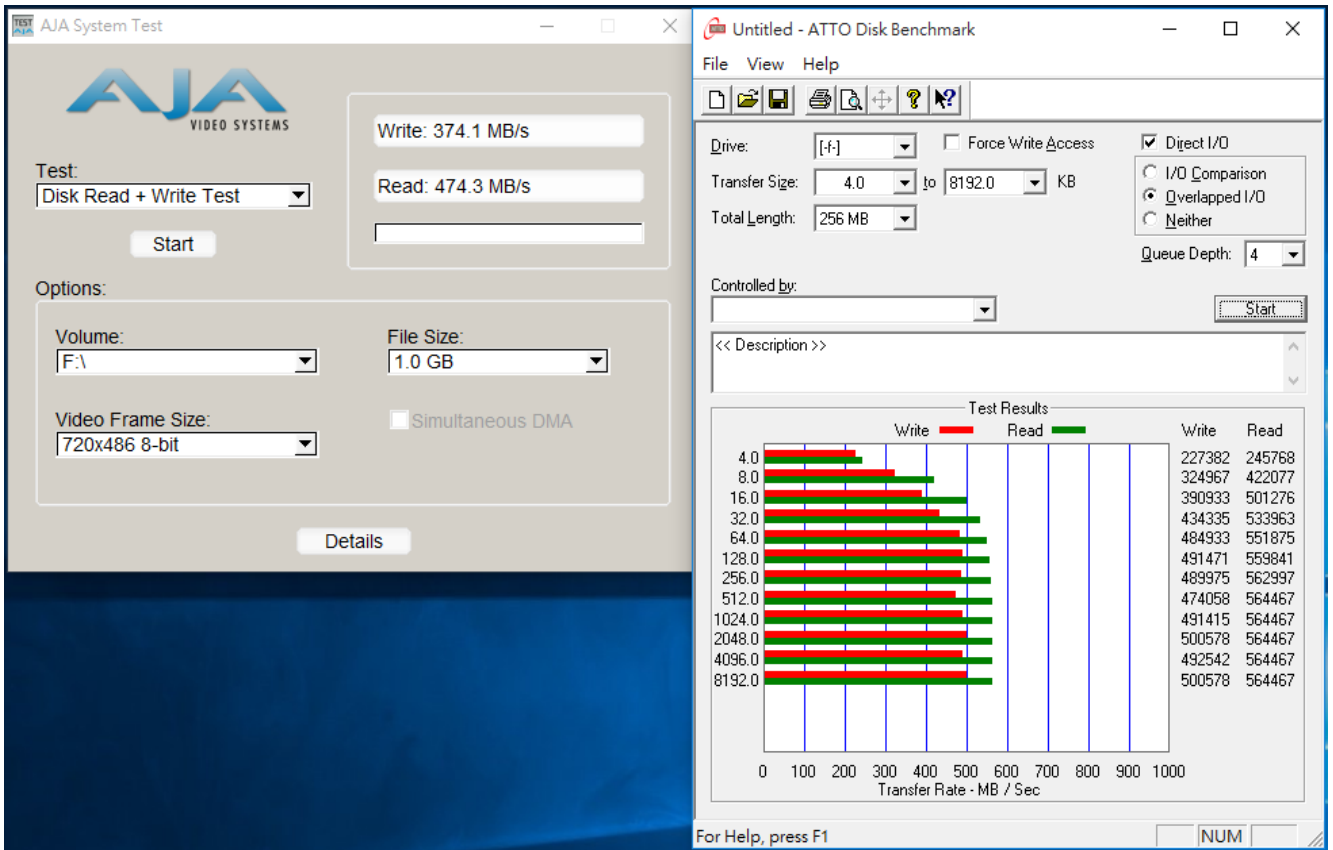 TEST AJA
AJA System Test
AJA
VIDEO SYSTEMS
Write: 374.1 MB/s
Read: 474.3 MB/s
Test:
Disk Read + Write Test
Start
Options:
Volume:
F:\
File Size:
1.0 GB
Video Frame Size:
720x486 8-bit
Simultaneous DMA
Details
Untitled - ATTO Disk Benchmark
File View Help
Drive: [-f-] Force Write Access Direct I/O
Transfer Size: 4.0 to 8192.0 KB
I/O Comparison
Overlapped I/O
Neither
Total Length: 256 MB
Queue Depth: 4
Controlled by:
Start
<< Description >>
Test Results
Write Read Write Read
4.0 227382 245768
8.0 324967 422077
16.0 390933 501276
32.0 434335 533963
64.0 484933 551875
128.0 491471 559841
256.0 489975 562997
512.0 474058 564467
1024.0 491415 564467
2048.0 500578 564467
4096.0 492542 564467
8192.0 500578 564467
0 100 200 300 400 500 600 700 800 900 1000
Transfer Rate - MB / Sec
For Help, press F1 NUM